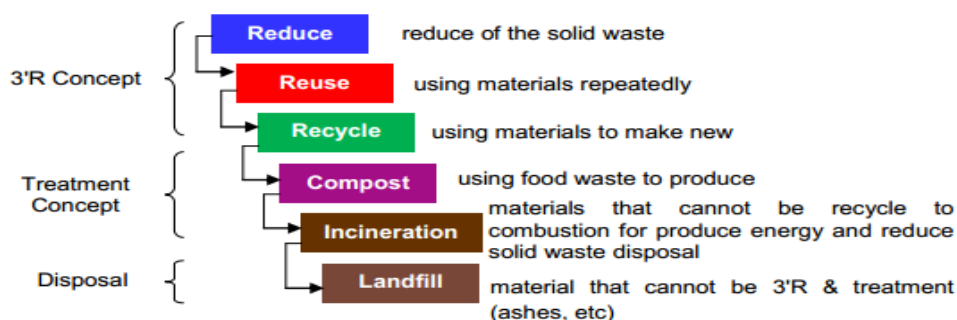 Reduce
reduce of the solid waste
3'R Concept
Reuse
using materials repeatedly
Recycle
using materials to make new
Treatment
Concept
Compost
using food waste to produce
Incineration
materials that cannot be recycle to
combustion for produce energy and reduce
solid waste disposal
Disposal
Landfill
material that cannot be 3'R & treatment
(ashes, etc)